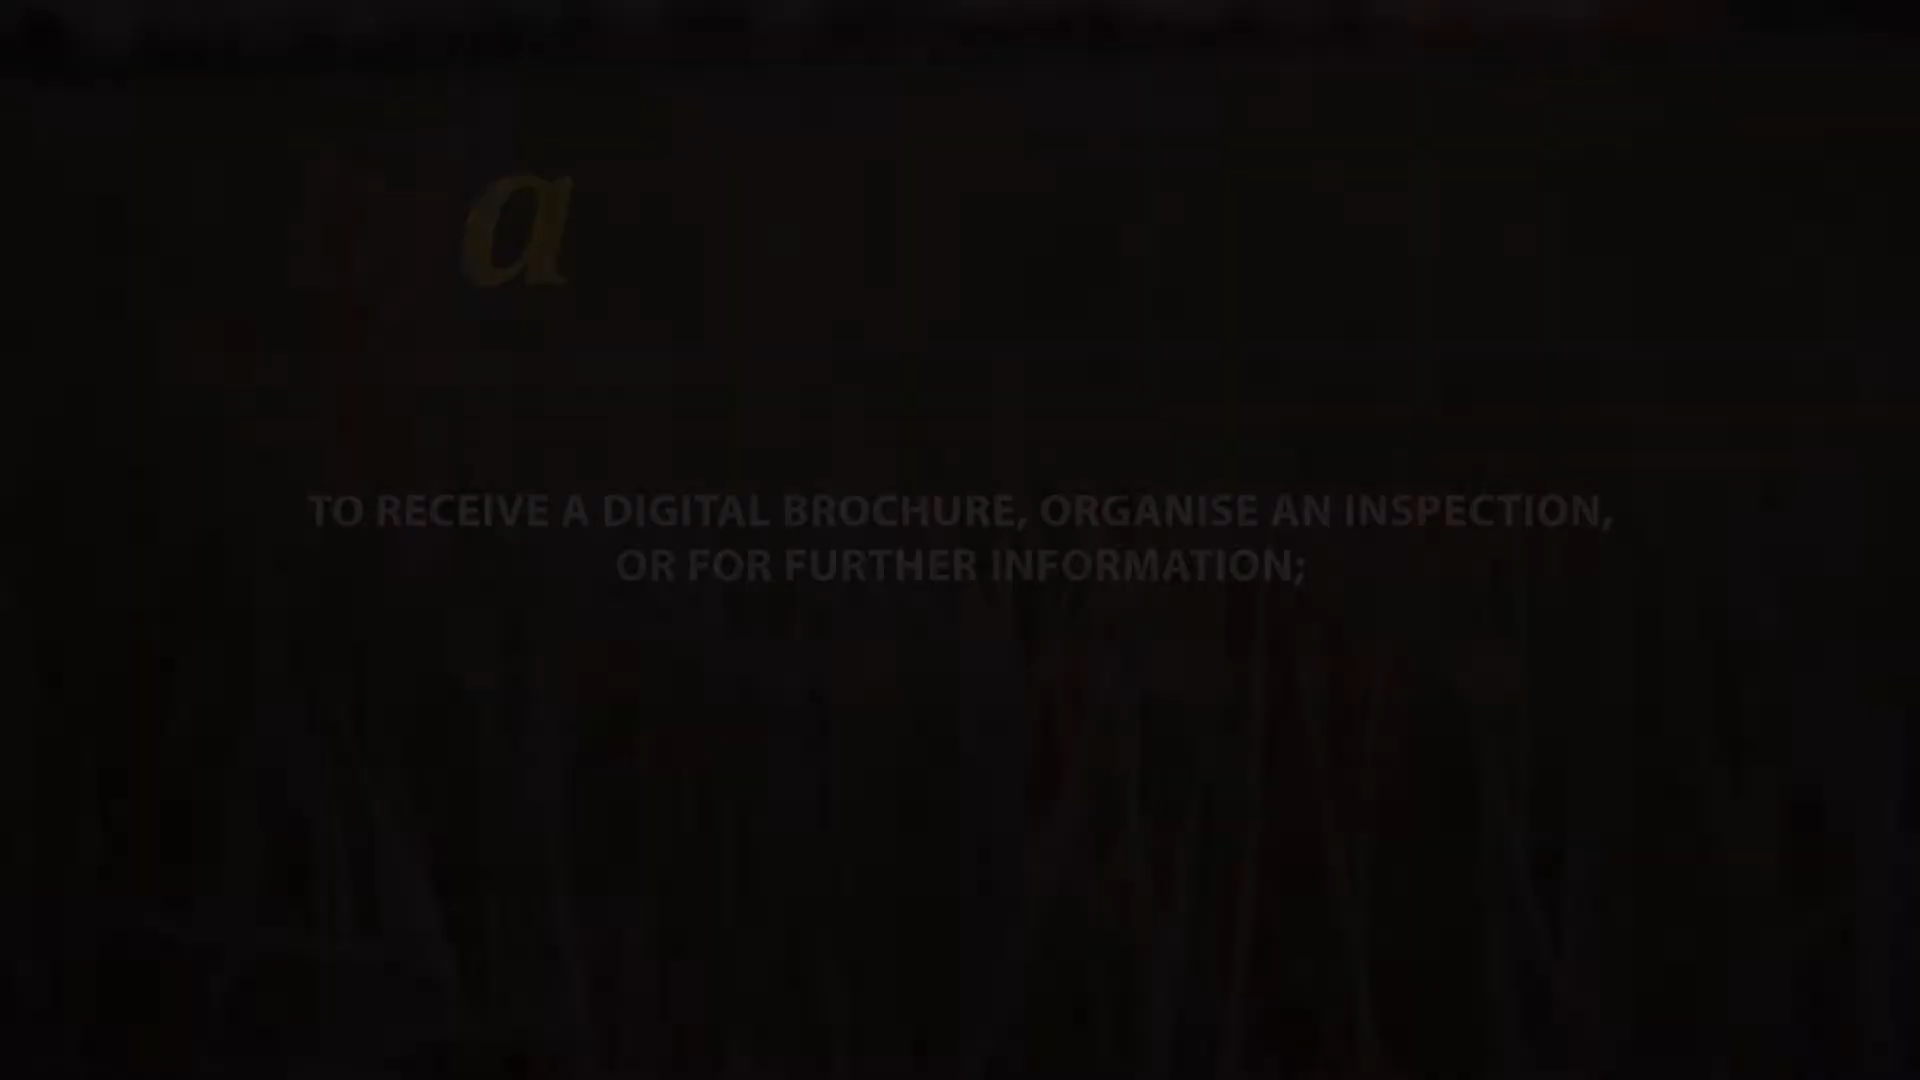 a
TO RECEIVE A DIGITAL BROCHURE, ORGANISE AN INSPECTION,
OR FOR FURTHER INFORMATION;